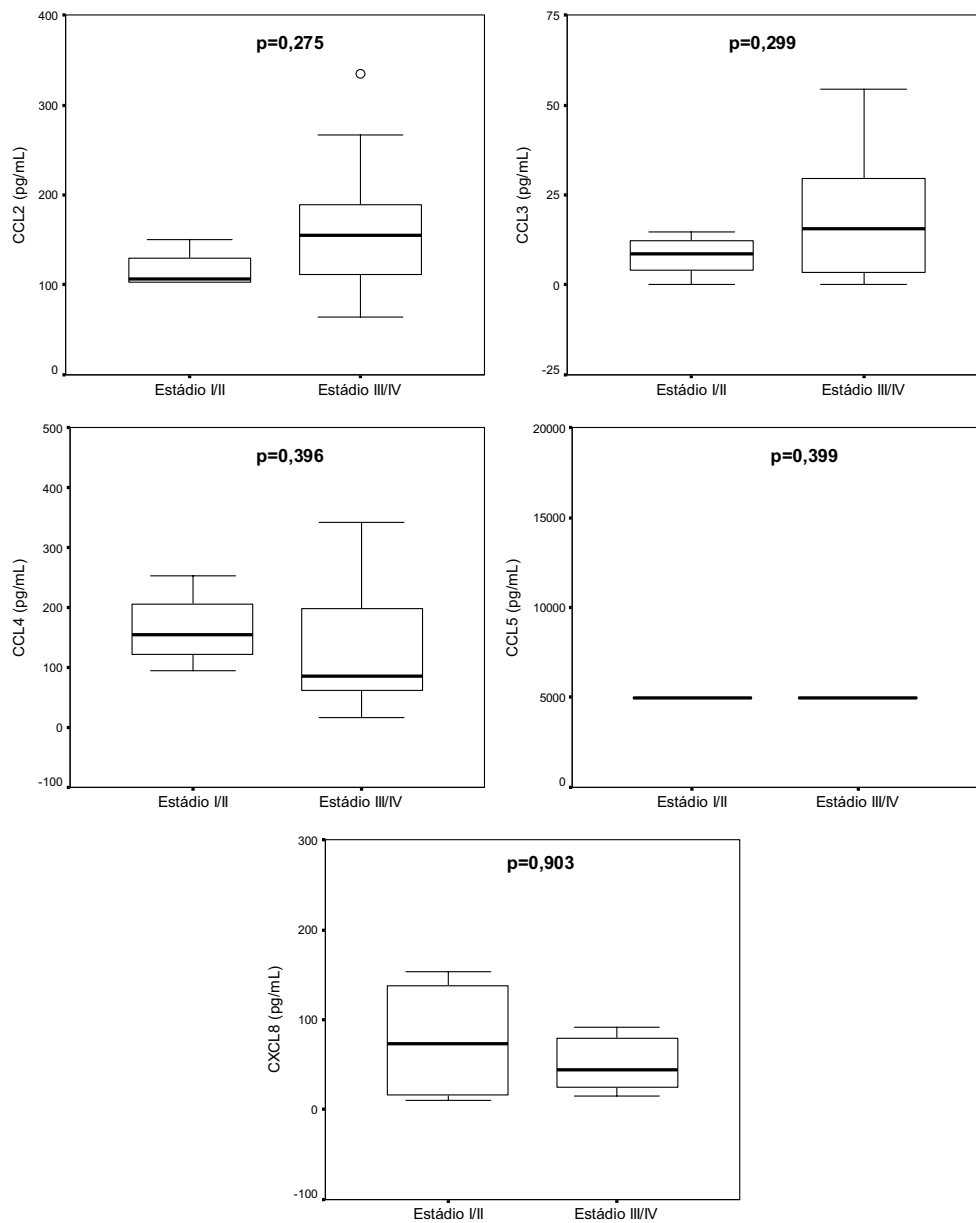 p=0,275
CCL2 (pg/mL)
400
300
200
100
0
Estádio I/II
Estádio III/IV
p=0,299
CCL3 (pg/mL)
75
50
25
0
-25
Estádio I/II
Estádio III/IV
p=0,396
CCL4 (pg/mL)
500
400
300
200
100
0
-100
Estádio I/II
Estádio III/IV
p=0,399
CCL5 (pg/mL)
20000
15000
10000
5000
0
Estádio I/II
Estádio III/IV
p=0,903
CXCL8 (pg/mL)
300
200
100
0
-100
Estádio I/II
Estádio III/IV